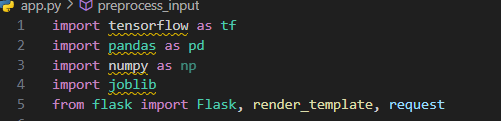 app.py > preprocess_input
1 import tensorflow as tf
2 import pandas as pd
3 import numpy as np
4 import joblib
5 from flask import Flask, render_template, request